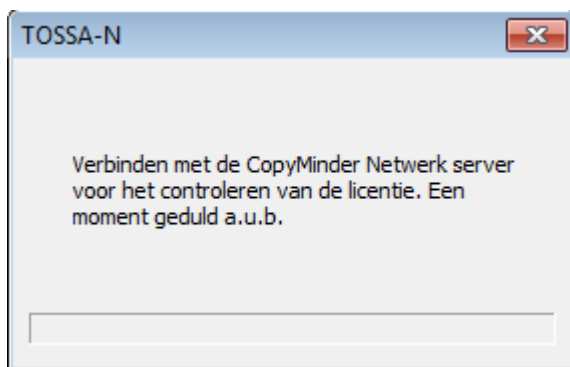 TOSSA-N
Verbinden met de CopyMinder Netwerk server
voor het controleren van de licentie. Een
moment geduld a.u.b.